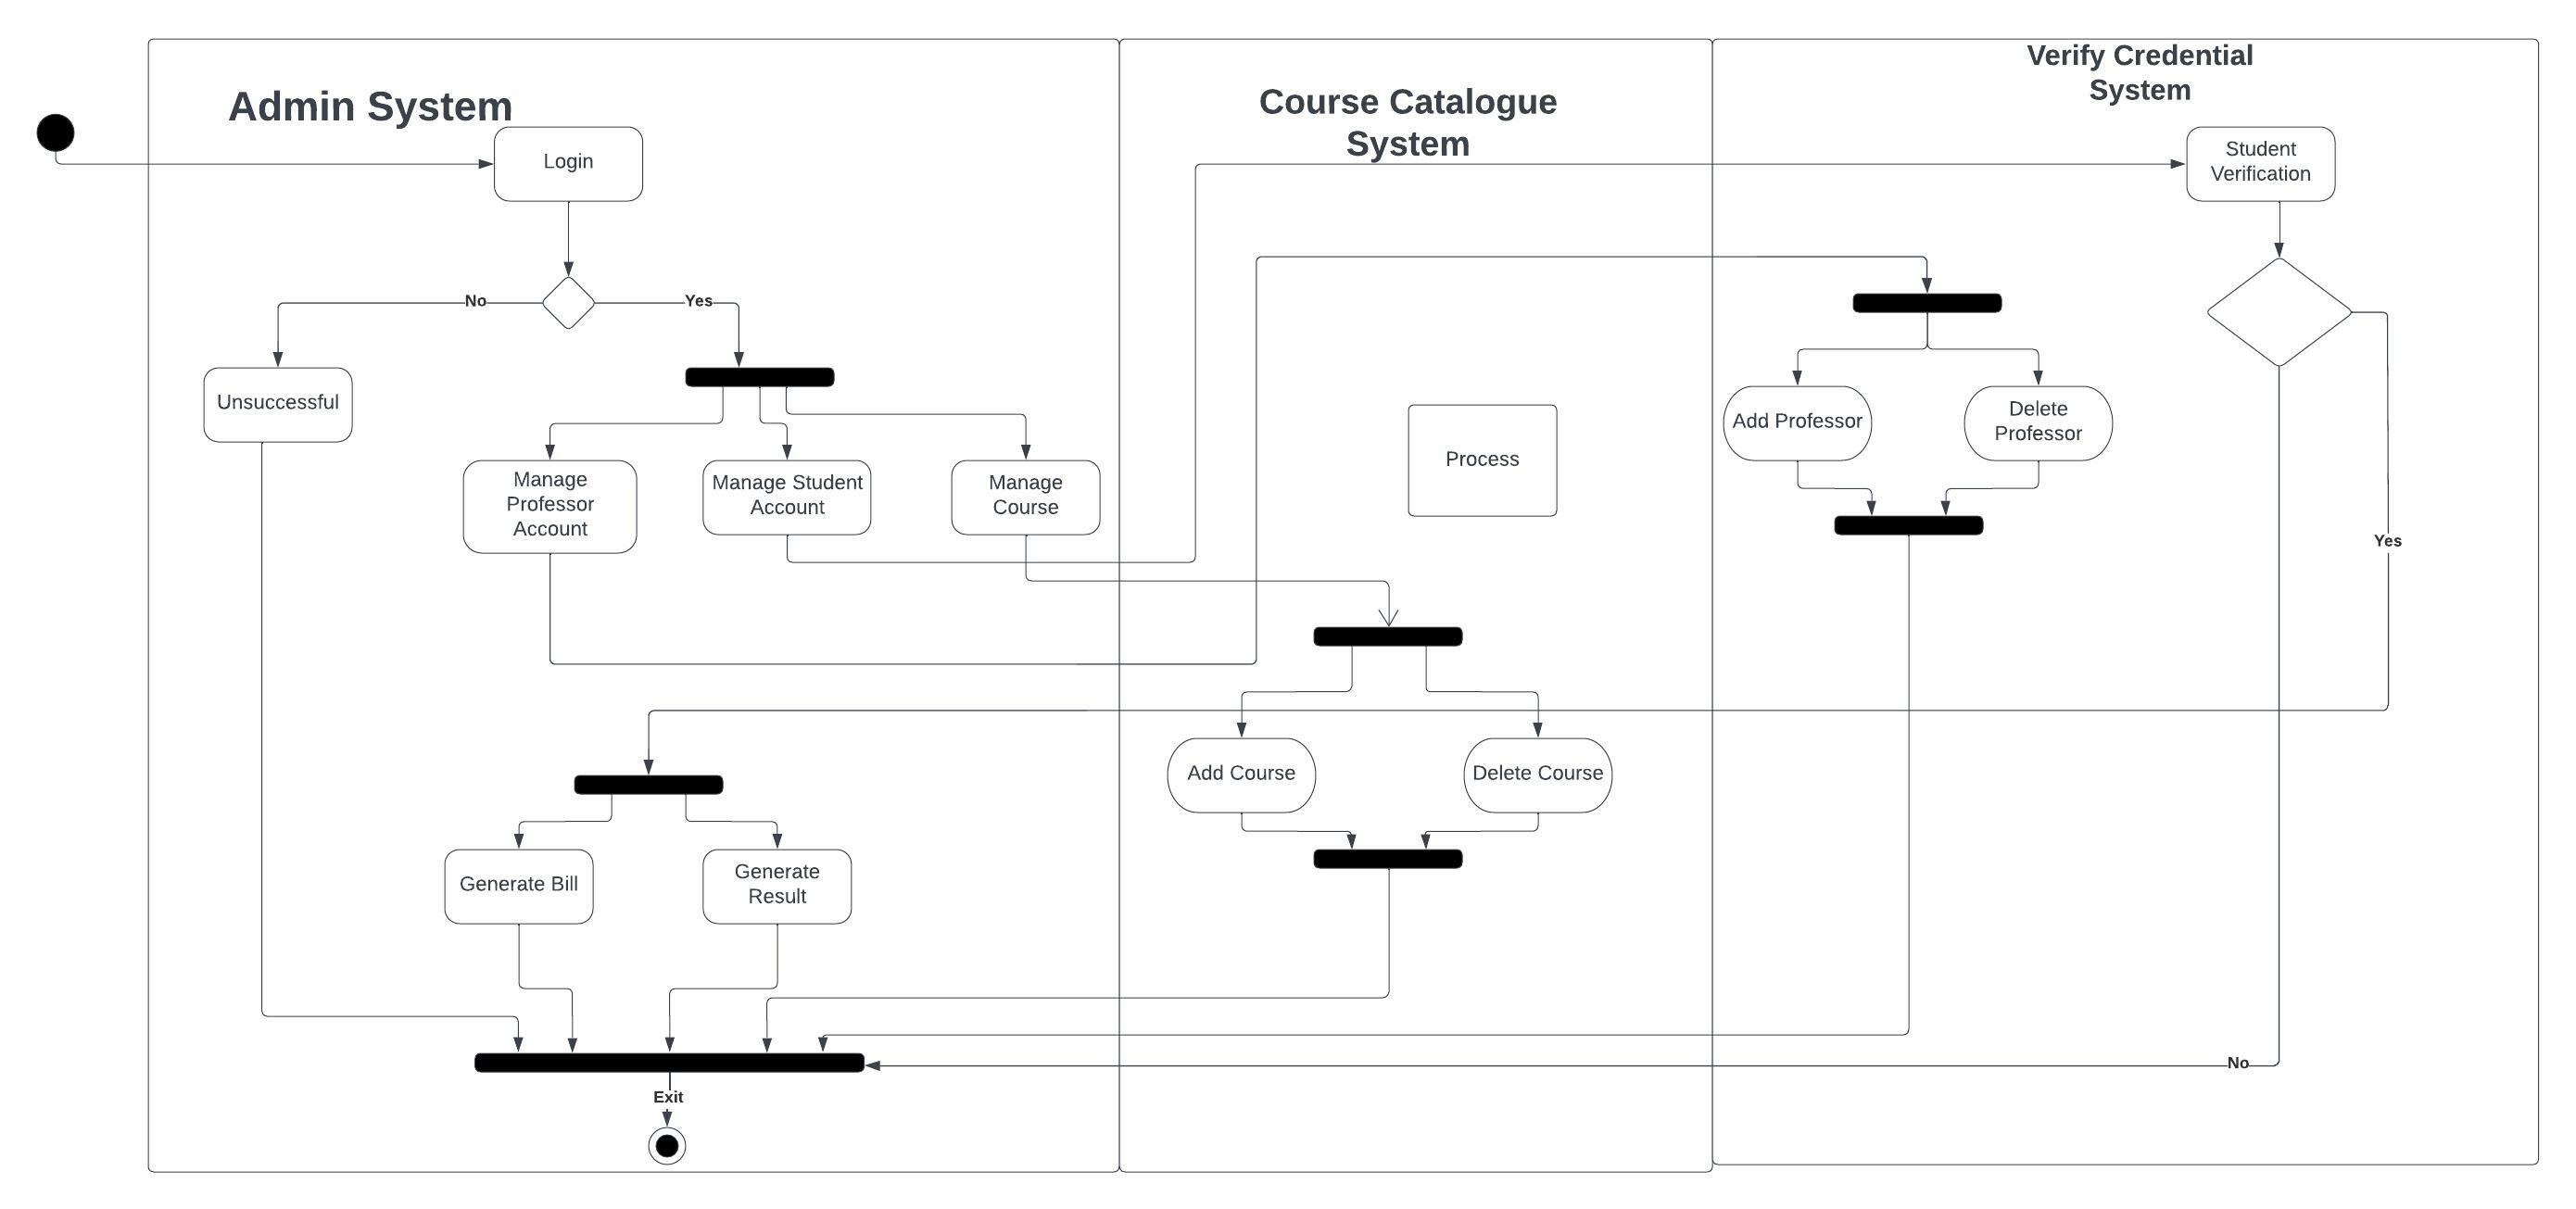 Verify Credential
System
Admin System
Course Catalogue
System
Login
Student
Verification
No
Yes
Unsuccessful
Add Professor
Delete
Professor
Process
Manage
Professor
Account
Manage Student
Account
Manage
Course
Yes
Add Course
Delete Course
Generate Bill
Generate
Result
No
Exit